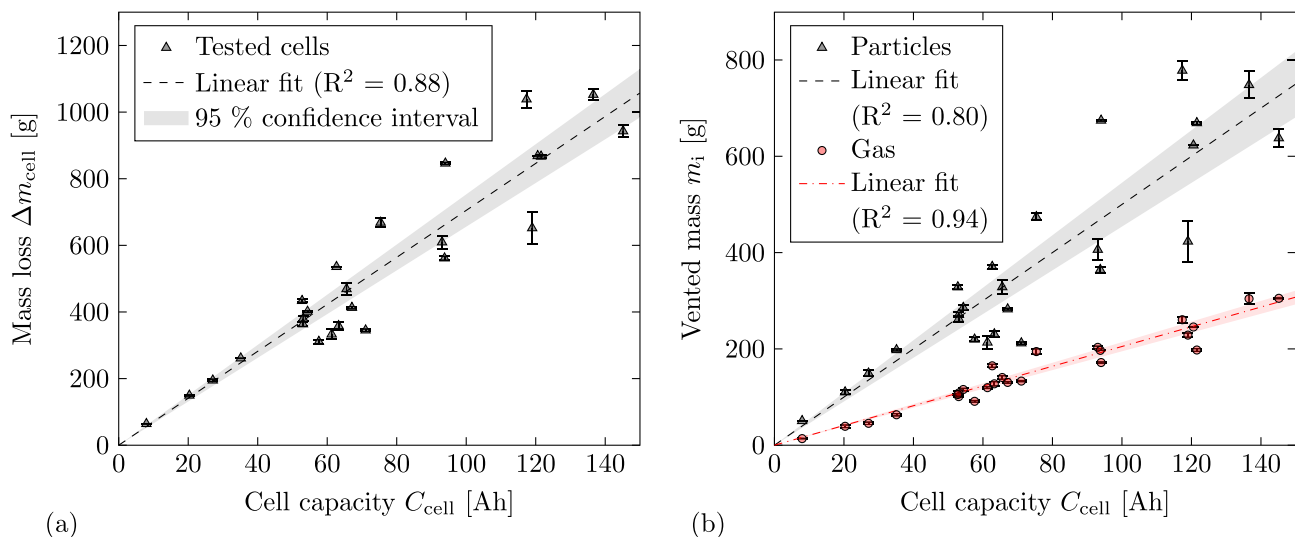 1200
1000
800
600
400
200
0
0 20 40 60 80 100 120 140
Mass loss Δm_cell [g]
Cell capacity C_cell [Ah]
Tested cells
Linear fit (R² = 0.88)
95 % confidence interval
(a)
800
600
400
200
0
0 20 40 60 80 100 120 140
Vented mass m_i [g]
Cell capacity C_cell [Ah]
Particles
Linear fit
(R² = 0.80)
Gas
Linear fit
(R² = 0.94)
(b)